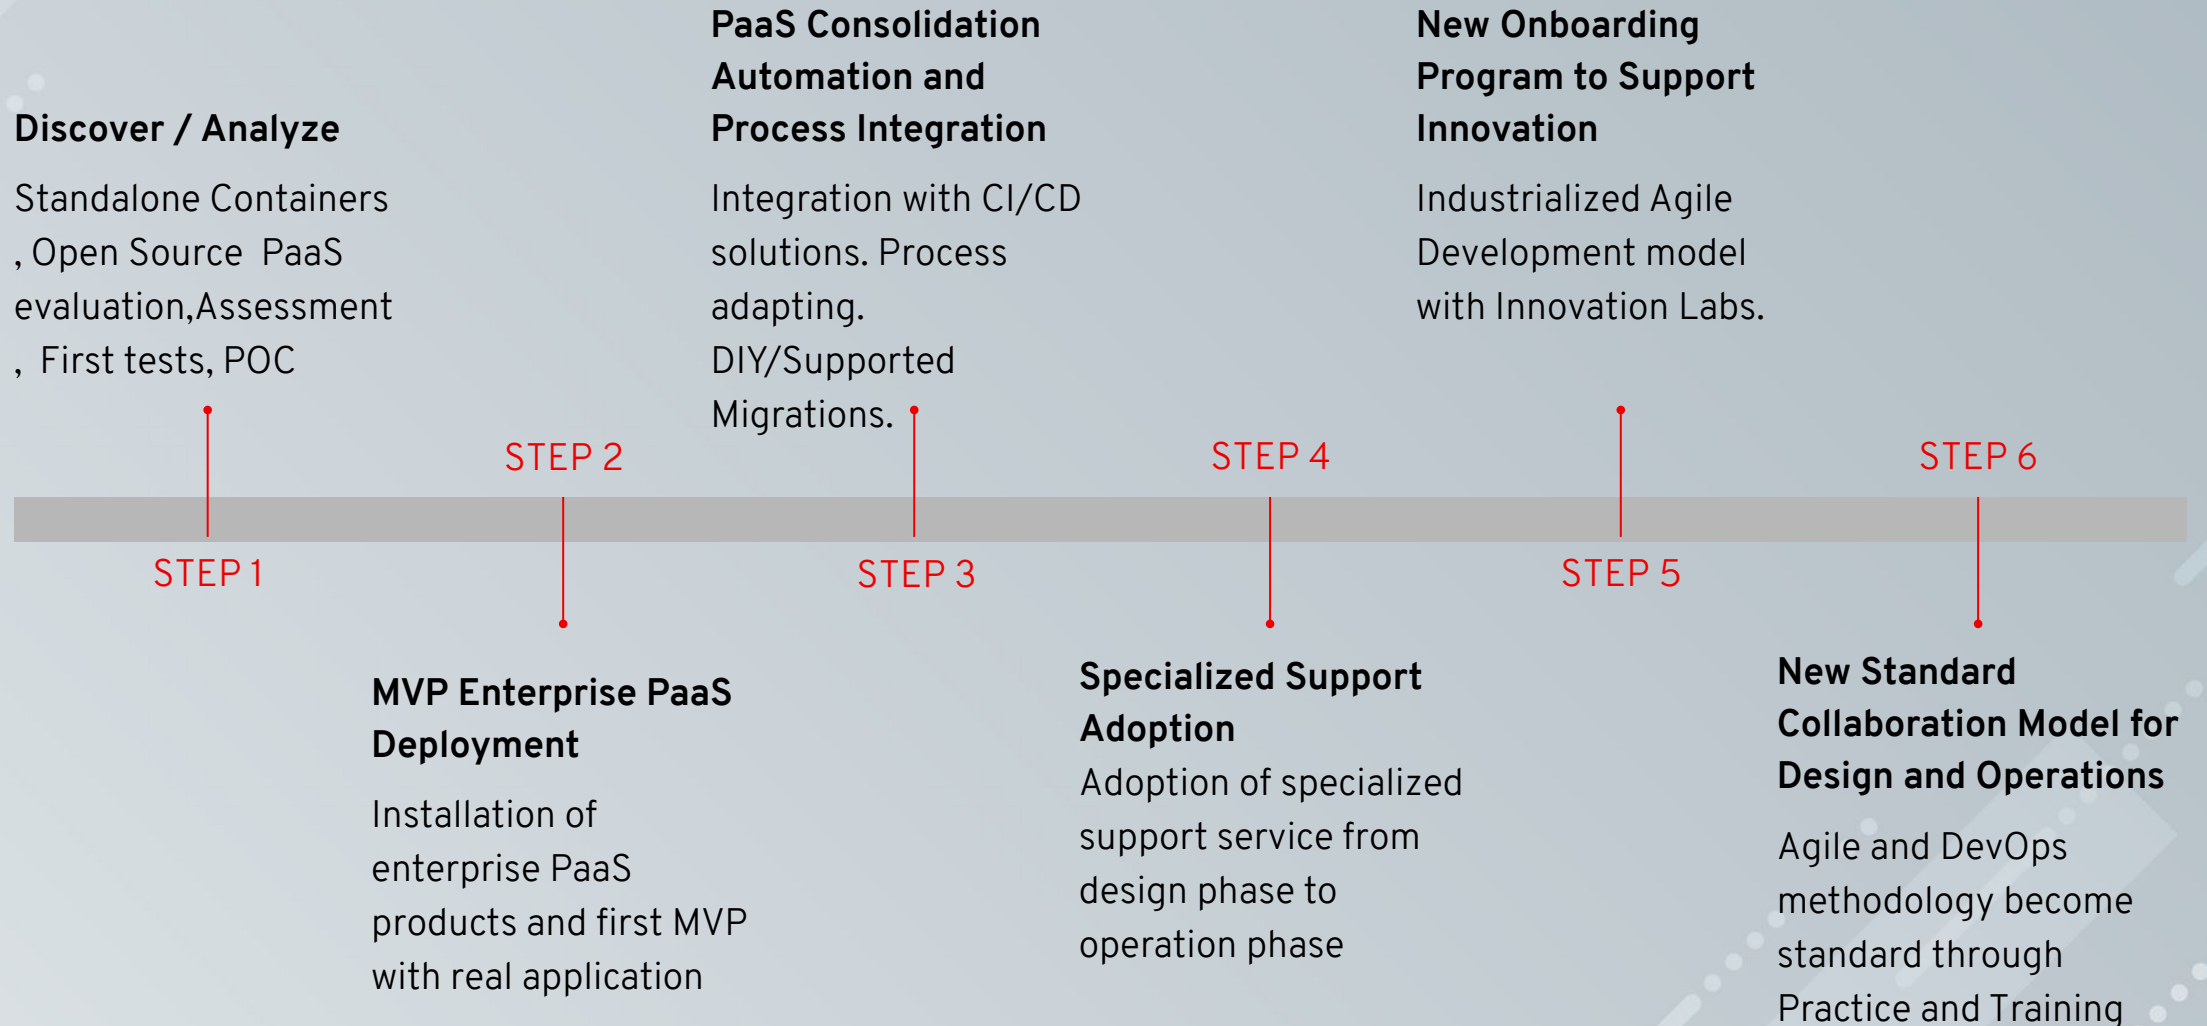 Discover / Analyze
Standalone Containers
, Open Source  PaaS
evaluation,Assessment
,  First tests, POC
STEP 1
STEP 2
MVP Enterprise PaaS
Deployment
Installation of
enterprise PaaS
products and first MVP
with real application
PaaS Consolidation
Automation and
Process Integration
Integration with CI/CD
solutions. Process
adapting.
DIY/Supported
Migrations.
STEP 3
STEP 4
Specialized Support
Adoption
Adoption of specialized
support service from
design phase to
operation phase
New Onboarding
Program to Support
Innovation
Industrialized Agile
Development model
with Innovation Labs.
STEP 5
STEP 6
New Standard
Collaboration Model for
Design and Operations
Agile and DevOps
methodology become
standard through
Practice and Training